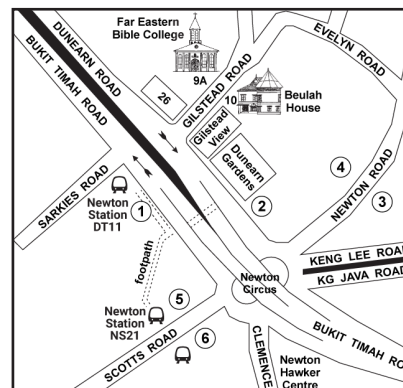 Far Eastern
Bible College
9A
DUNEARN ROAD
BUKIT TIMAH ROAD
26
GILSTEAD ROAD
EVELYN ROAD
10
Beulah
House
Gilstead
View
Dunearn
Gardens
4
NEWTON ROAD
3
2
SARKIES ROAD
Newton
Station
DT11
1
footpath
KENG LEE ROAD
KG JAVA ROAD
Newton
Circus
5
Newton
Station
NS21
SCOTTS ROAD
6
CLEMENCE
BUKIT TIMAH RO
Newton
Hawker
Centre